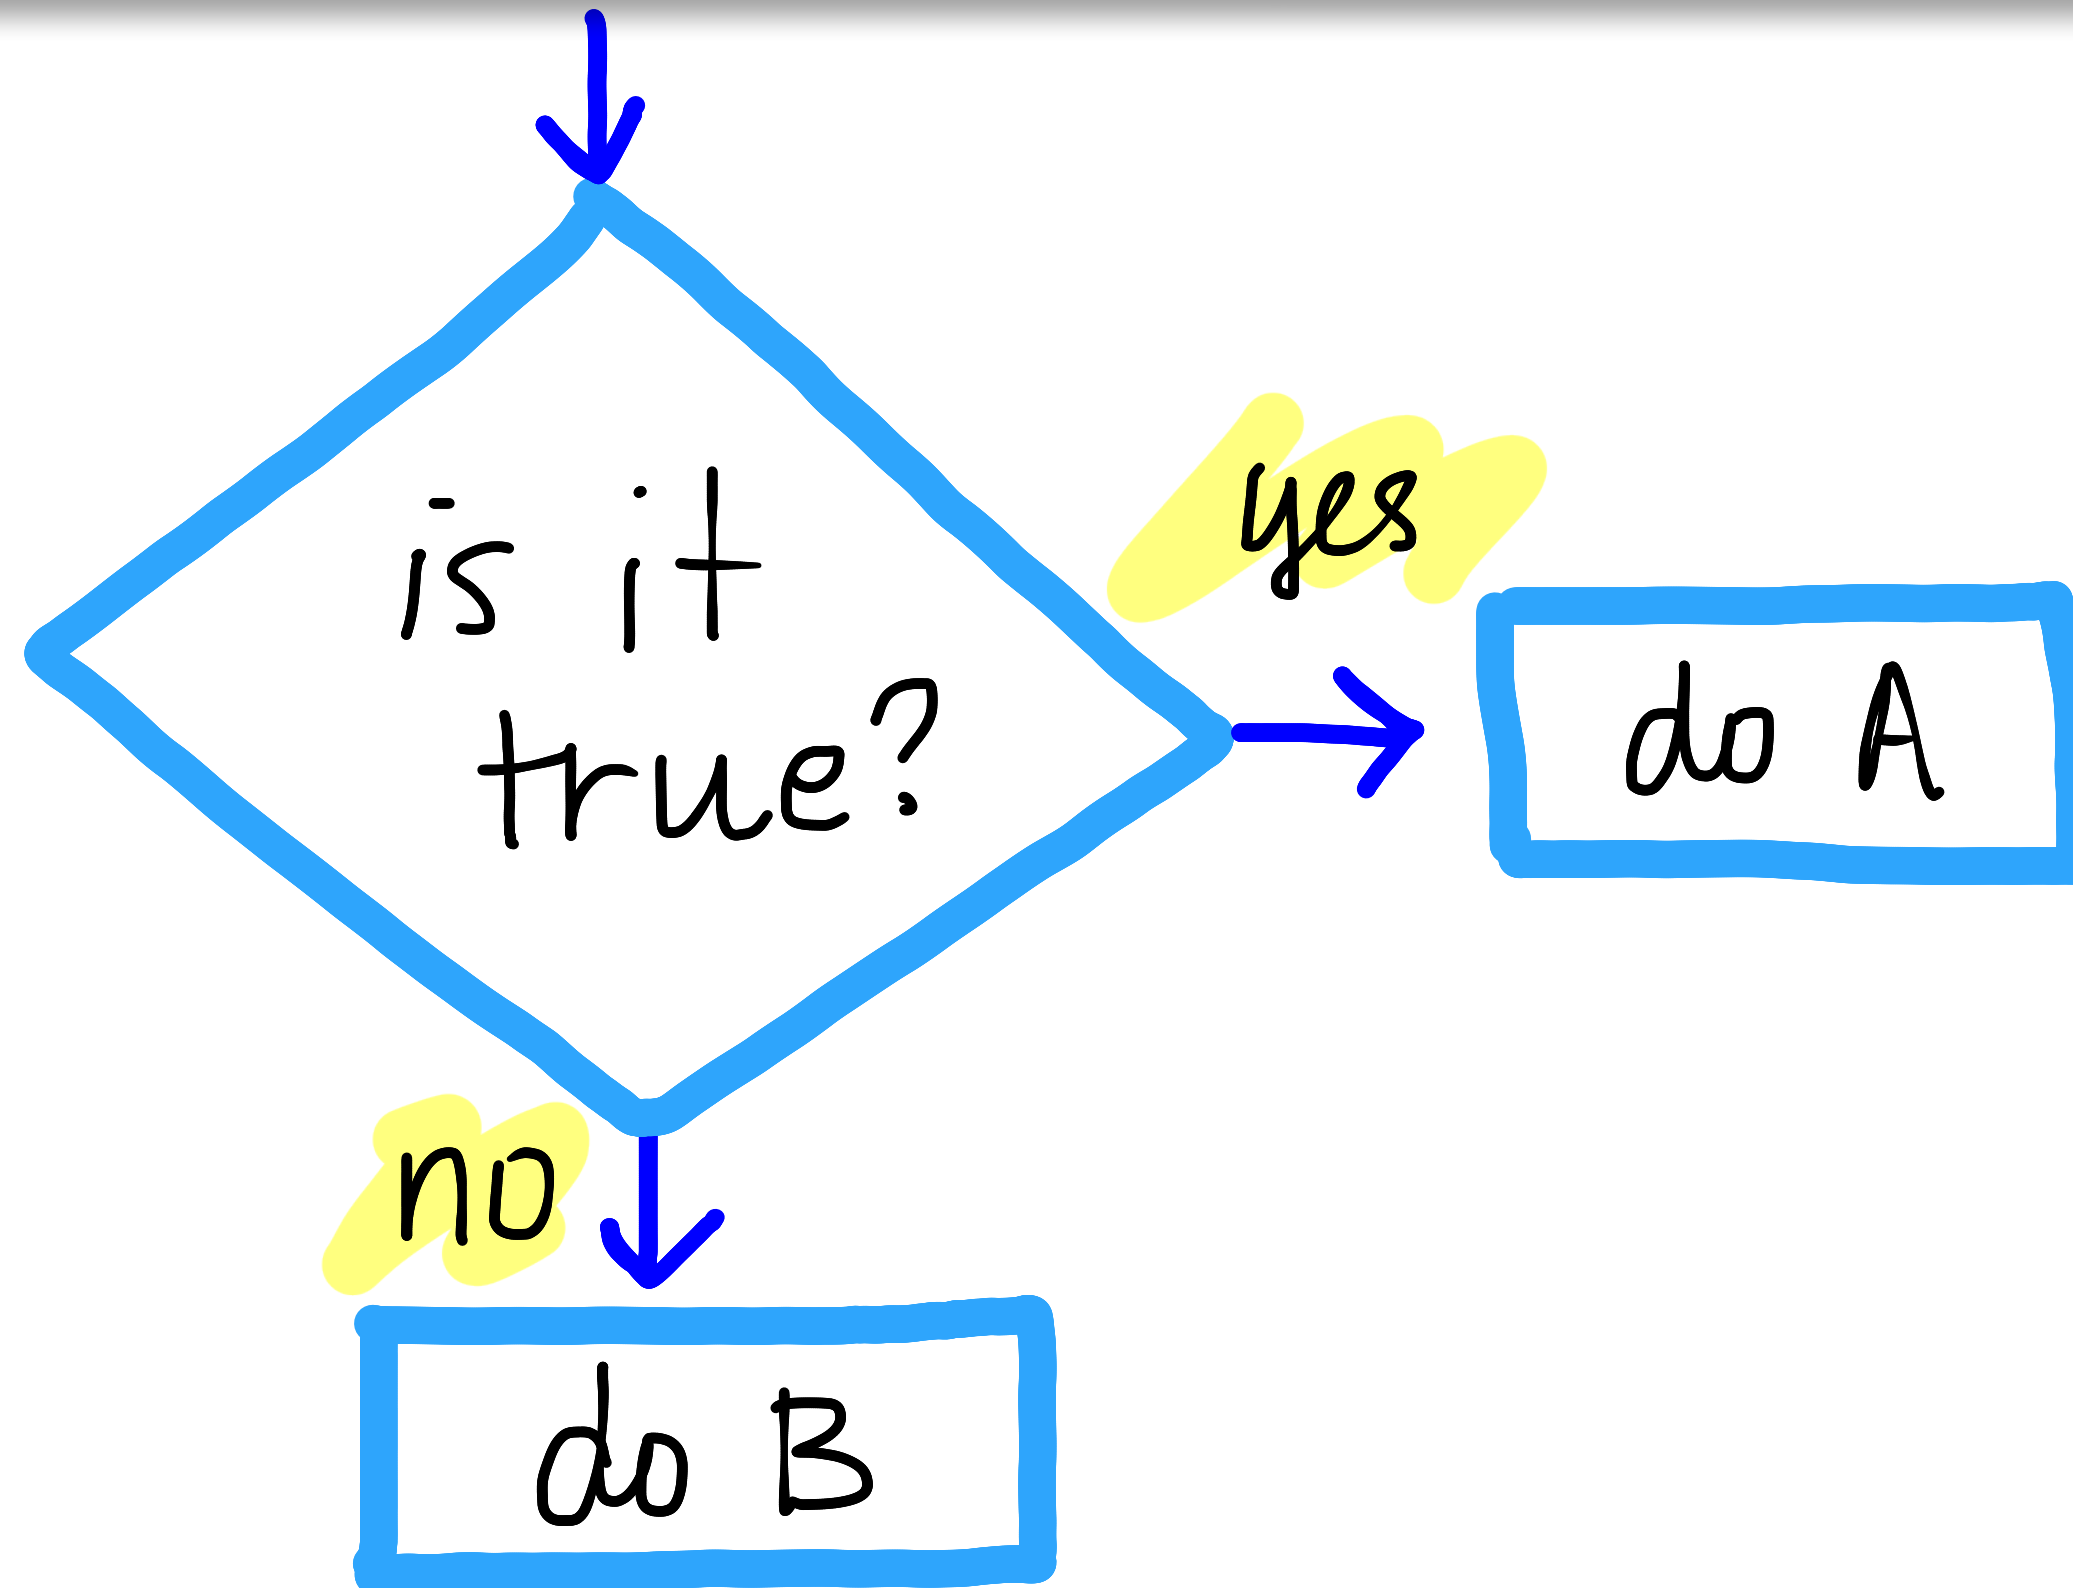 is it
true?
yes
do A
no
do B